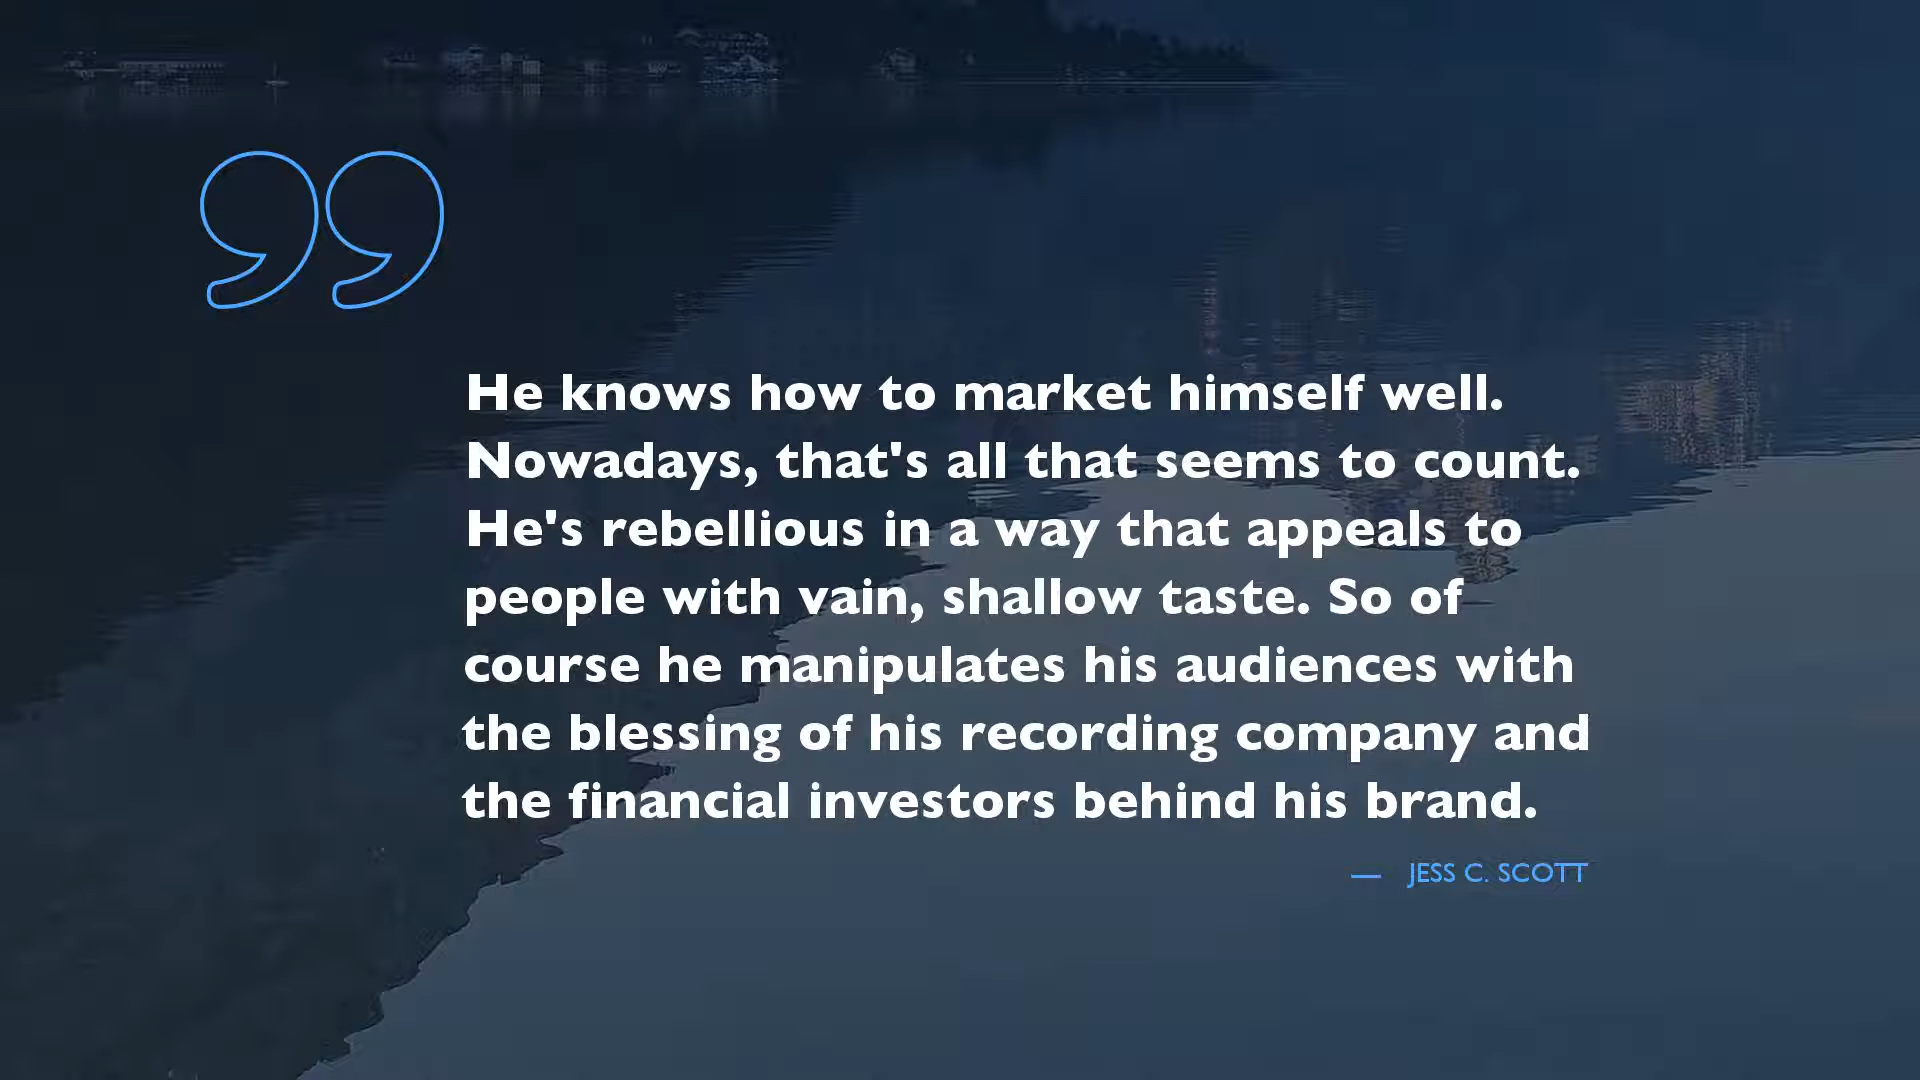 He knows how to market himself well.
Nowadays, that's all that seems to count.
He's rebellious in a way that appeals to
people with vain, shallow taste. So of
course he manipulates his audiences with
the blessing of his recording company and
the financial investors behind his brand.
— JESS C. SCOTT